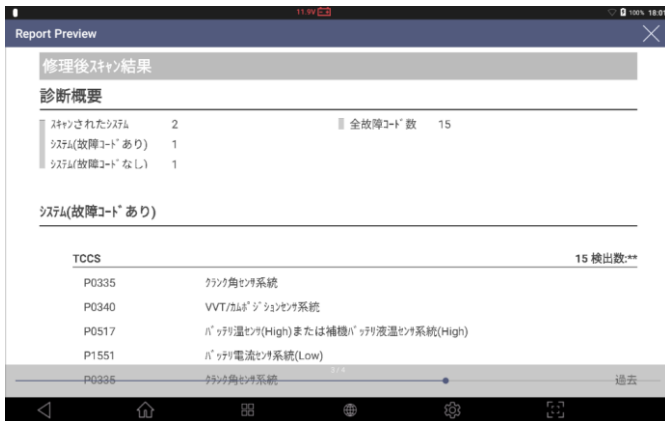 11.9V
100% 18:01
Report Preview
修理後ｽｷｬﾝ結果
診断概要
ｽｷｬﾝされたｼｽﾃﾑ 2 全故障ｺｰﾄﾞ数 15
ｼｽﾃﾑ(故障ｺｰﾄﾞあり) 1
ｼｽﾃﾑ(故障ｺｰﾄﾞなし) 1
ｼｽﾃﾑ(故障ｺｰﾄﾞあり)
TCCS 15 検出数:**
P0335 ｸﾗﾝｸ角ｾﾝｻ系統
P0340 VVT/ｶﾑﾎﾟｼﾞｼｮﾝｾﾝｻ系統
P0517 ﾊﾞｯﾃﾘ温ｾﾝｻ(High)または補機ﾊﾞｯﾃﾘ液温ｾﾝｻ系統(High)
P1551 ﾊﾞｯﾃﾘ電流ｾﾝｻ系統(Low)
P0335 ｸﾗﾝｸ角ｾﾝｻ系統 過去